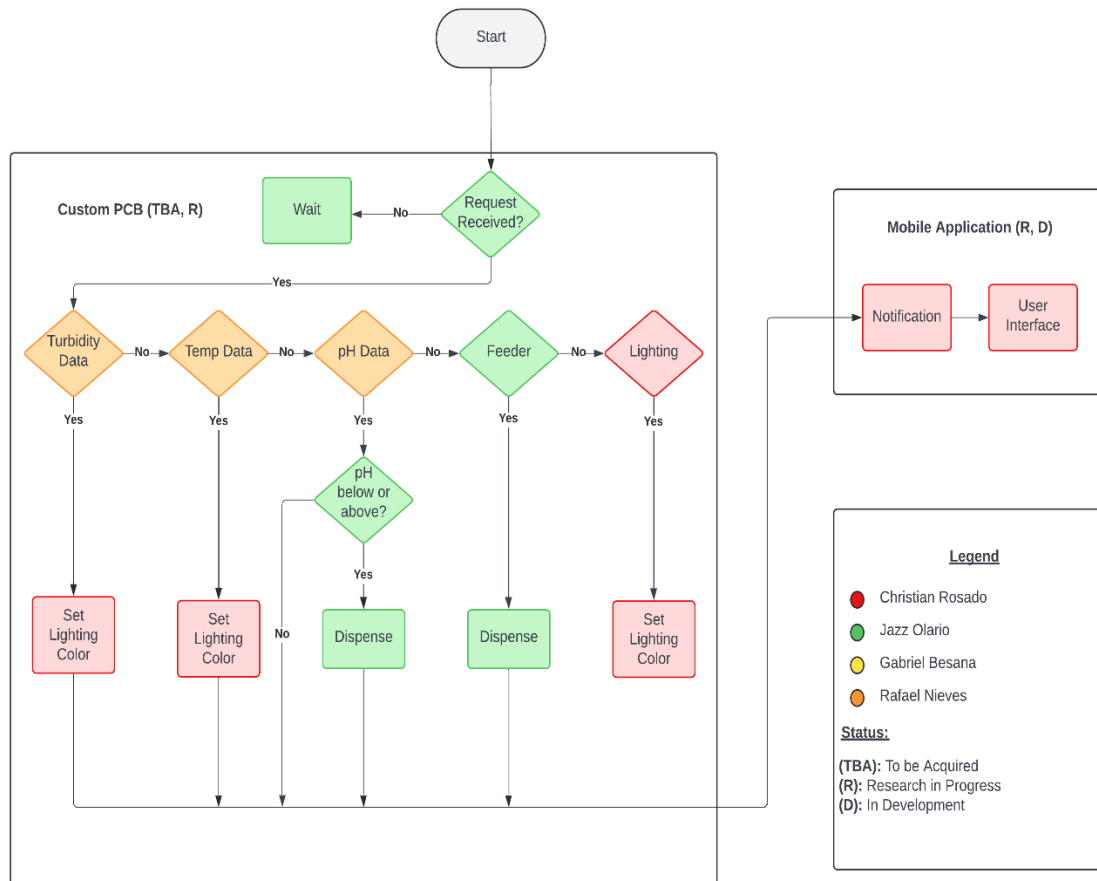 Start
Custom PCB (TBA, R)
Wait
No
Request
Received?
Mobile Application (R, D)
Yes
Notification
User
Interface
Turbidity
Data
No
Temp Data
No
pH Data
No
Feeder
No
Lighting
Yes
Yes
Yes
Yes
Yes
pH
below or
above?
Yes
No
Set
Lighting
Color
Set
Lighting
Color
Dispense
Dispense
Set
Lighting
Color
Legend
Christian Rosado
Jazz Olario
Gabriel Besana
Rafael Nieves
Status:
(TBA): To be Acquired
(R): Research in Progress
(D): In Development